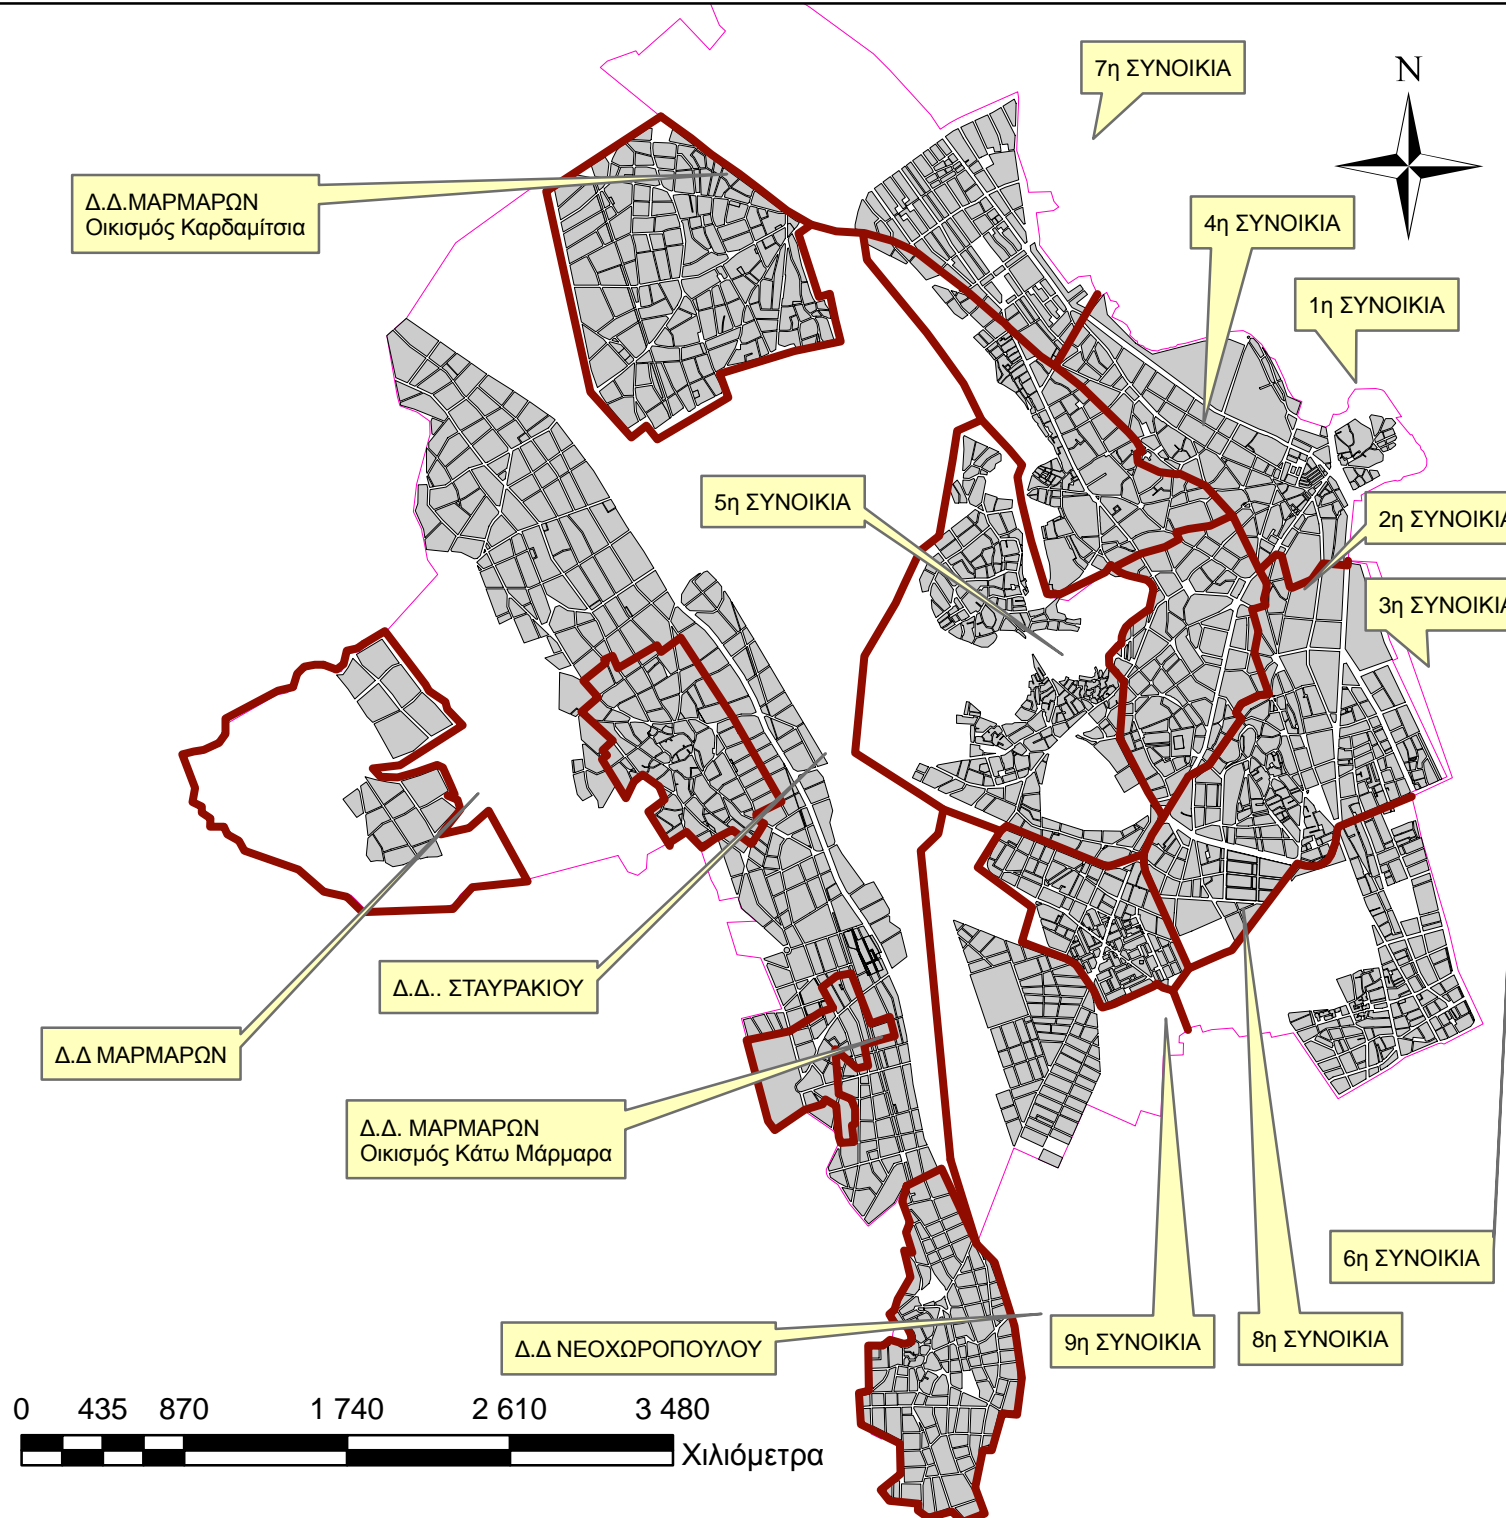 7η ΣΥΝΟΙΚΙΑ
N
Δ.Δ.ΜΑΡΜΑΡΩΝ
Οικισμός Καρδαμίτσια
4η ΣΥΝΟΙΚΙΑ
1η ΣΥΝΟΙΚΙΑ
5η ΣΥΝΟΙΚΙΑ
2η ΣΥΝΟΙΚΙΑ
3η ΣΥΝΟΙΚΙΑ
Δ.Δ.. ΣΤΑΥΡΑΚΙΟΥ
Δ.Δ ΜΑΡΜΑΡΩΝ
Δ.Δ. ΜΑΡΜΑΡΩΝ
Οικισμός Κάτω Μάρμαρα
6η ΣΥΝΟΙΚΙΑ
Δ.Δ ΝΕΟΧΩΡΟΠΟΥΛΟΥ
9η ΣΥΝΟΙΚΙΑ
8η ΣΥΝΟΙΚΙΑ
0 435 870 1 740 2 610 3 480
Χιλιόμετρα